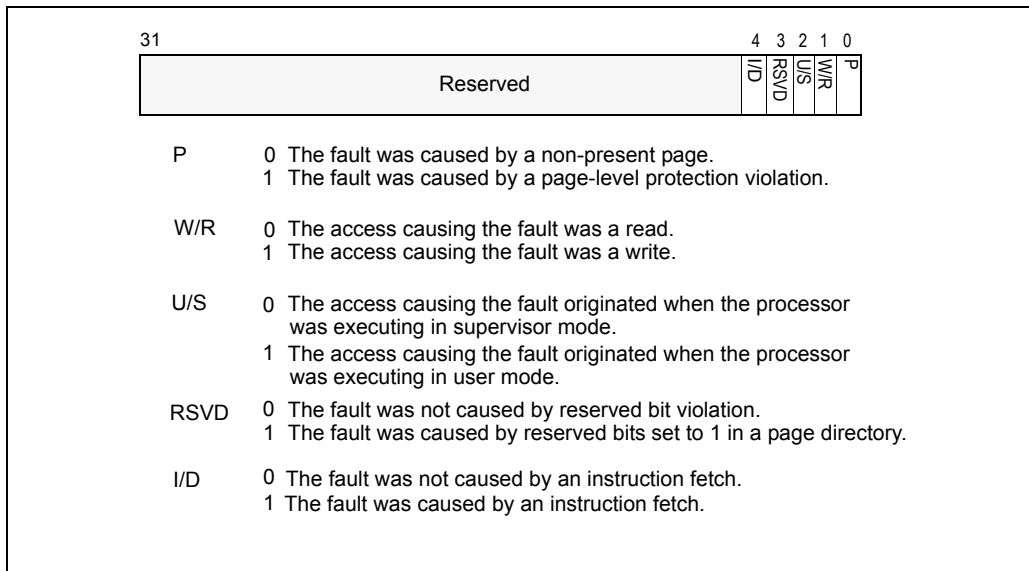 31 4 3 2 1 0
Reserved I/D RSVD U/S W/R P
P 0 The fault was caused by a non-present page.
1 The fault was caused by a page-level protection violation.
W/R 0 The access causing the fault was a read.
1 The access causing the fault was a write.
U/S 0 The access causing the fault originated when the processor
was executing in supervisor mode.
1 The access causing the fault originated when the processor
was executing in user mode.
RSVD 0 The fault was not caused by reserved bit violation.
1 The fault was caused by reserved bits set to 1 in a page directory.
I/D 0 The fault was not caused by an instruction fetch.
1 The fault was caused by an instruction fetch.